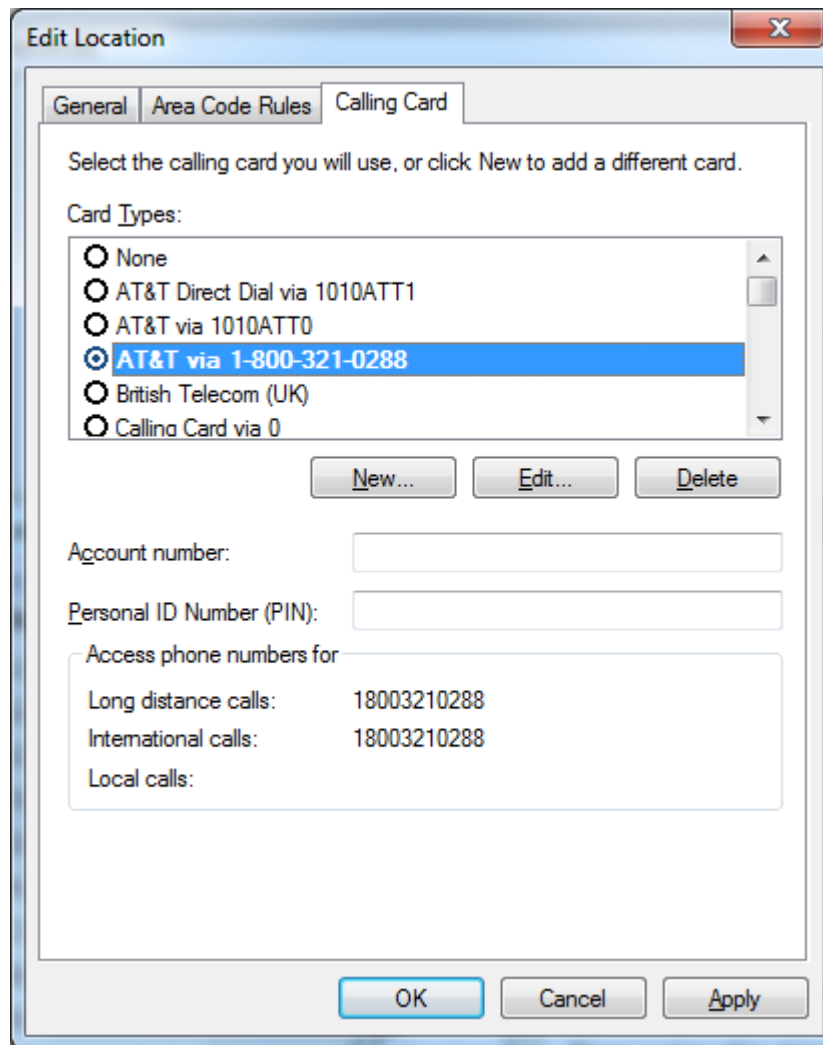 Edit Location
General Area Code Rules Calling Card
Select the calling card you will use, or click New to add a different card.
Card Types:
None
AT&T Direct Dial via 1010ATT1
AT&T via 1010ATT0
AT&T via 1-800-321-0288
British Telecom (UK)
Calling Card via 0
New... Edit... Delete
Account number:
Personal ID Number (PIN):
Access phone numbers for
Long distance calls: 18003210288
International calls: 18003210288
Local calls:
OK Cancel Apply